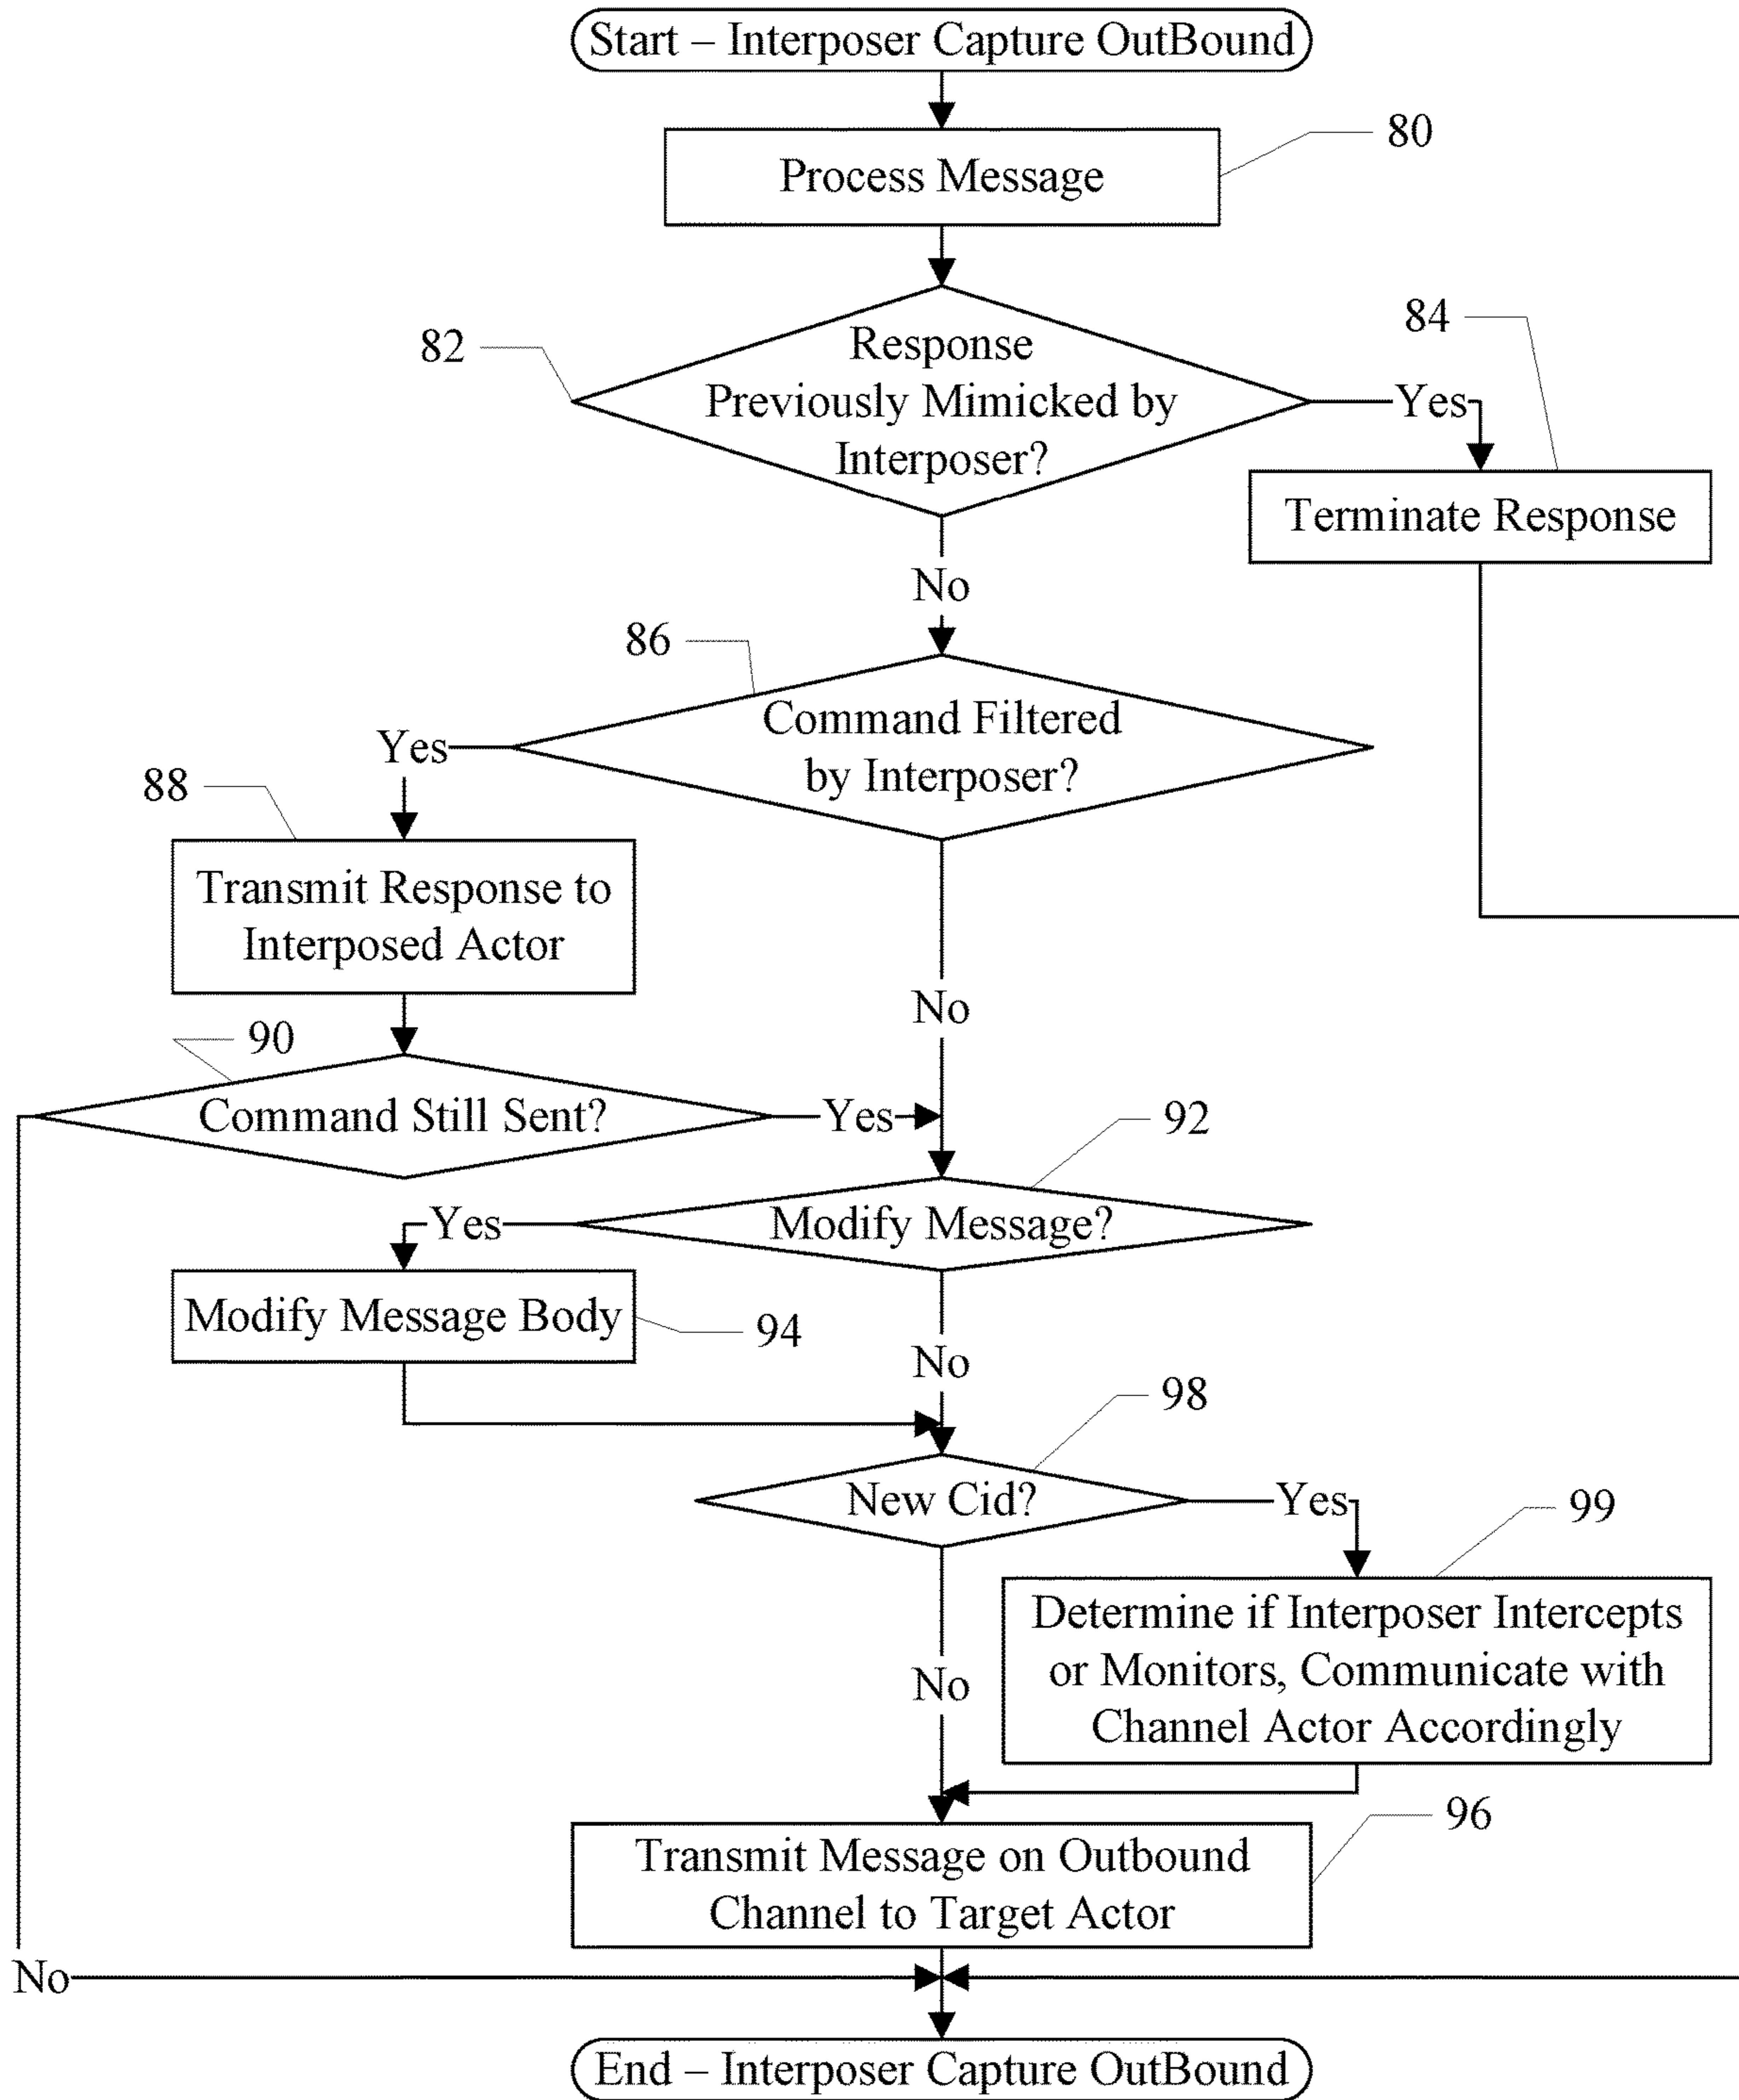 Start – Interposer Capture OutBound
80
Process Message
82
Response
Previously Mimicked by
Interposer?
Yes
84
Terminate Response
No
86
Command Filtered
by Interposer?
Yes
88
Transmit Response to
Interposed Actor
No
90
Command Still Sent?
Yes
92
Modify Message?
Yes
Modify Message Body
94
No
98
New Cid?
Yes
99
Determine if Interposer Intercepts
or Monitors, Communicate with
Channel Actor Accordingly
No
96
Transmit Message on Outbound
Channel to Target Actor
No
End – Interposer Capture OutBound